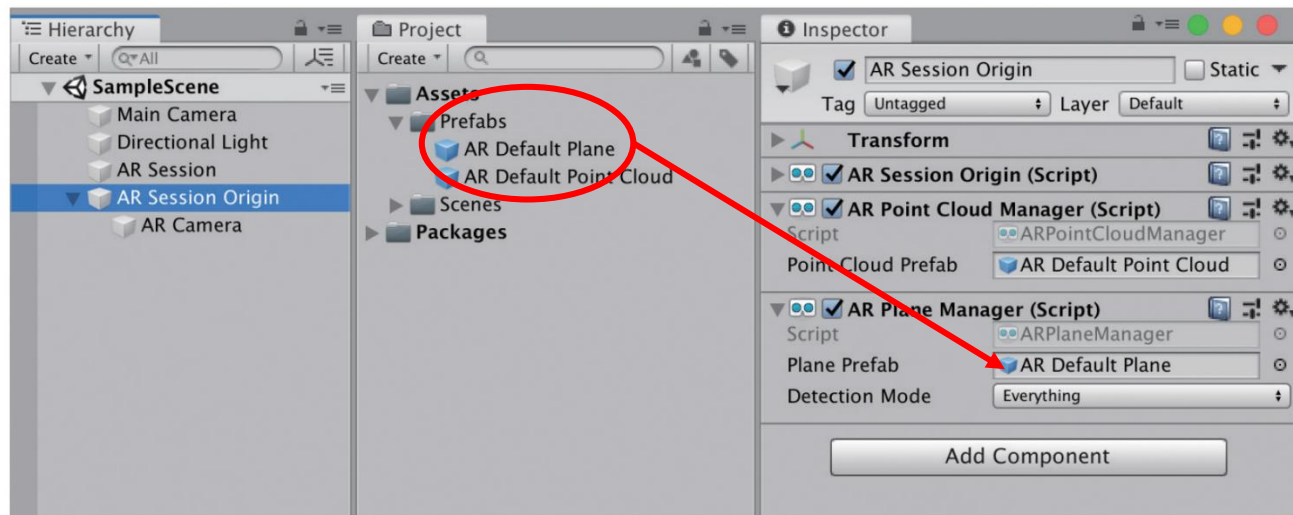 Hierarchy
Create
All
SampleScene
Main Camera
Directional Light
AR Session
AR Session Origin
AR Camera
Project
Create
Assets
Prefabs
AR Default Plane
AR Default Point Cloud
Scenes
Packages
Inspector
AR Session Origin
Static
Tag Untagged Layer Default
Transform
AR Session Origin (Script)
AR Point Cloud Manager (Script)
Script ARPointCloudManager
Point Cloud Prefab AR Default Point Cloud
AR Plane Manager (Script)
Script ARPlaneManager
Plane Prefab AR Default Plane
Detection Mode Everything
Add Component